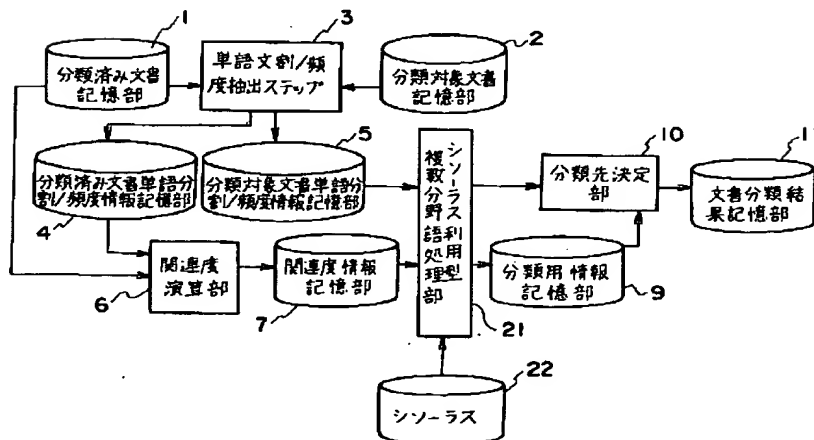 1
3
2
分類済み文書
記憶部
単語文割/頻
度抽出ステップ
分類対象文書
記憶部
5
10
11
分類済み文書単語分
割/頻度情報記憶部
4
分類対象文書単語分
割/頻度情報記憶部
シソーラス利用型
複数分野語処理部
21
分類先決定
部
文書分類結
果記憶部
関連度
演算部
6
関連度情報
記憶部
7
分類用情報
記憶部
9
22
シソーラス